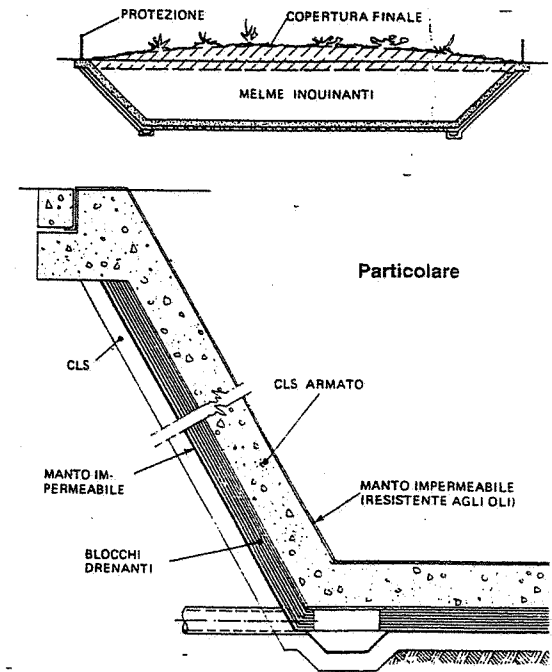 PROTEZIONE
COPERTURA FINALE
MELME INQUINANTI
Particolare
CLS
CLS ARMATO
MANTO IM-
PERMEABILE
MANTO IMPERMEABILE
(RESISTENTE AGLI OLI)
BLOCCHI
DRENANTI